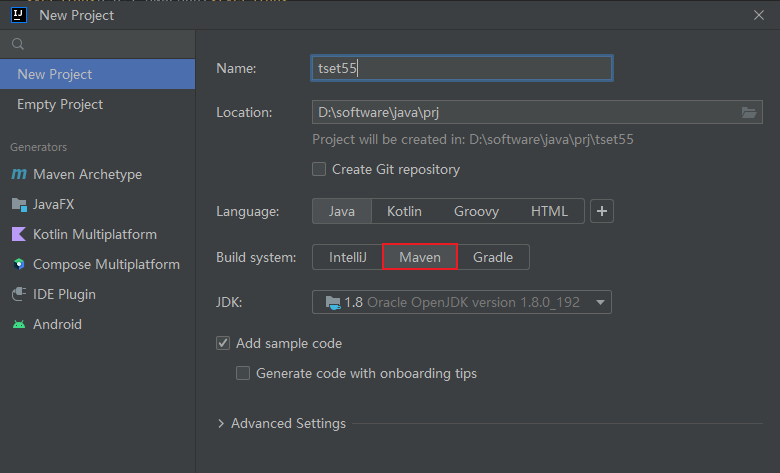 New Project
New Project
Empty Project
Generators
Maven Archetype
JavaFX
Kotlin Multiplatform
Compose Multiplatform
IDE Plugin
Android
Name: tset55
Location: D:\software\java\prj
Project will be created in: D:\software\java\prj\tset55
Create Git repository
Language: Java Kotlin Groovy HTML +
Build system: IntelliJ Maven Gradle
JDK: 1.8 Oracle OpenJDK version 1.8.0_192
Add sample code
Generate code with onboarding tips
Advanced Settings